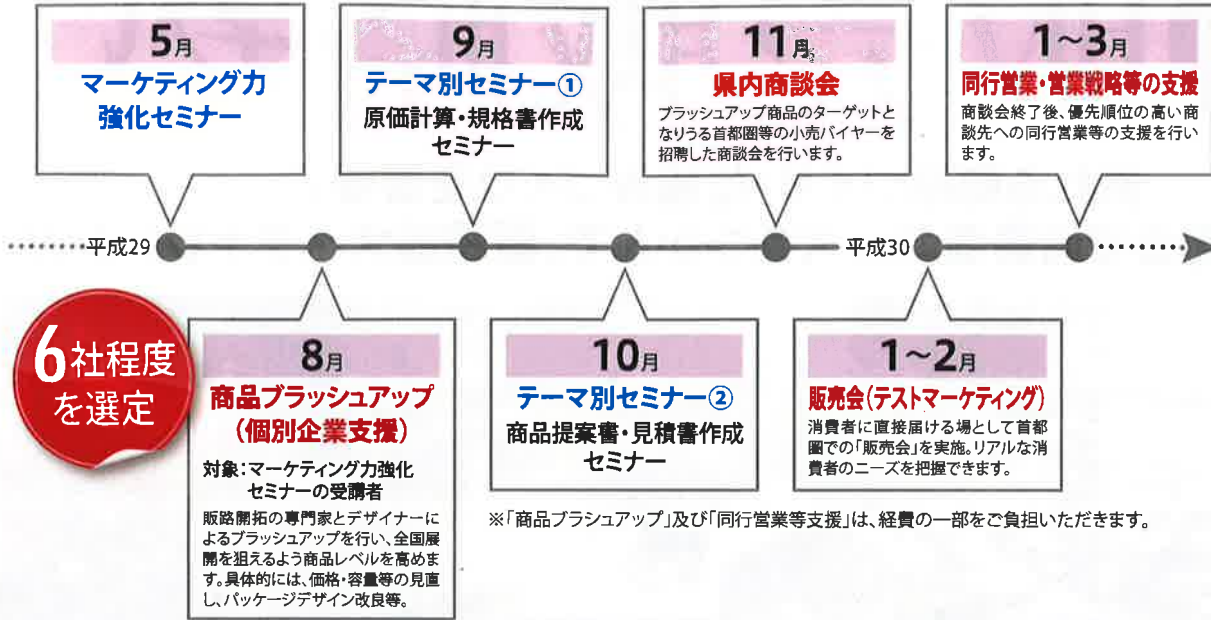 5月
マーケティング力
強化セミナー
9月
テーマ別セミナー①
原価計算・規格書作成
セミナー
11月
県内商談会
ブラッシュアップ商品のターゲットと
なりうる首都圏等の小売バイヤーを
招聘した商談会を行います。
1~3月
同行営業・営業戦略等の支援
商談会終了後、優先順位の高い商
談先への同行営業等の支援を行い
ます。
平成29
平成30
6社程度
を選定
8月
商品ブラッシュアップ
(個別企業支援)
対象:マーケティング力強化
セミナーの受講者
販路開拓の専門家とデザイナーに
よるブラッシュアップを行い、全国展
開を狙えるよう商品レベルを高めま
す。具体的には、価格・容量等の見直
し、パッケージデザイン改良等。
10月
テーマ別セミナー②
商品提案書・見積書作成
セミナー
1~2月
販売会(テストマーケティング)
消費者に直接届ける場として首都
圏での「販売会」を実施。リアルな消
費者のニーズを把握できます。
※「商品ブラシュアップ」及び「同行営業等支援」は、経費の一部をご負担いただきます。